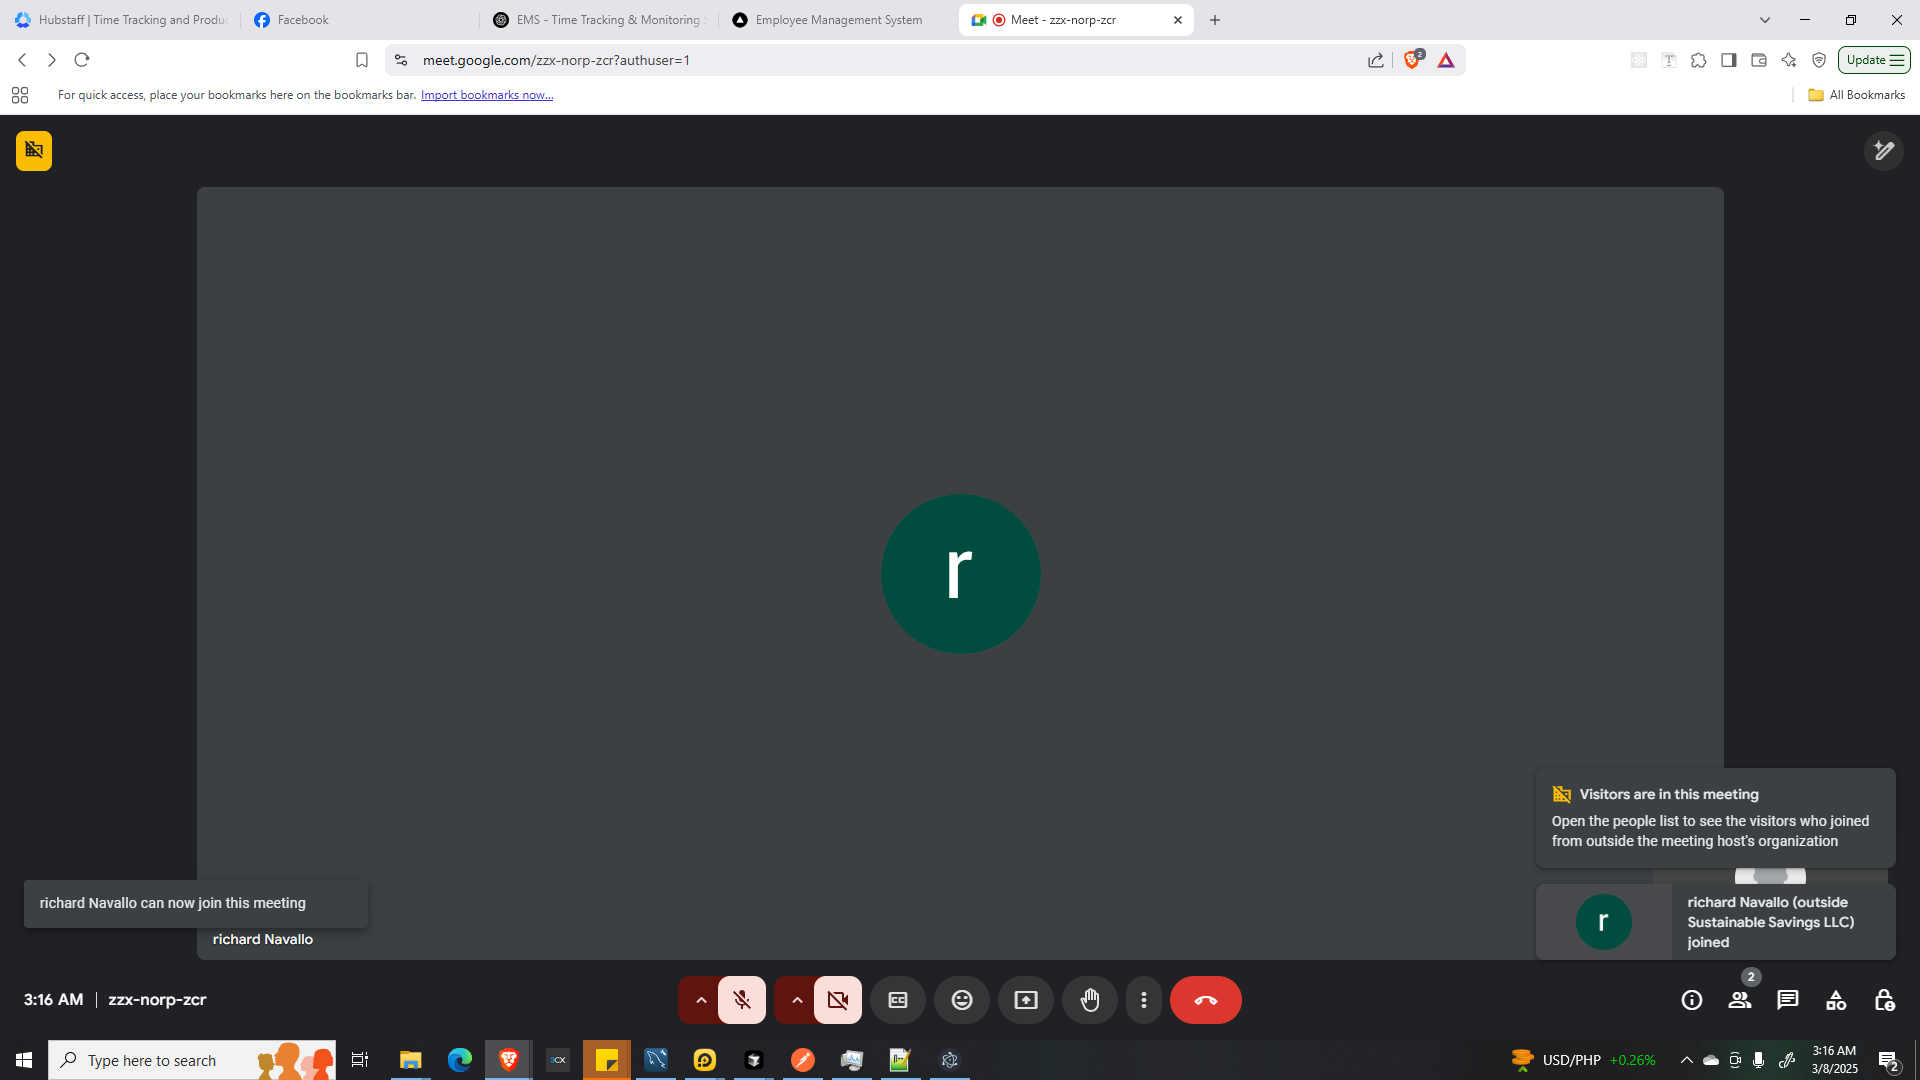 Hubstaff | Time Tracking and Produc
Facebook
EMS - Time Tracking & Monitoring S
Employee Management System
Meet - zzx-norp-zcr
meet.google.com/zzx-norp-zcr?authuser=1
2
T
Update
For quick access, place your bookmarks here on the bookmarks bar. Import bookmarks now...
All Bookmarks
r
Visitors are in this meeting
Open the people list to see the visitors who joined
from outside the meeting host's organization
richard Navallo can now join this meeting
richard Navallo
r
richard Navallo (outside
Sustainable Savings LLC)
joined
3:16 AM | zzx-norp-zcr
CC
2
Type here to search
3CX
USD/PHP +0.26%
3:16 AM
3/8/2025
2